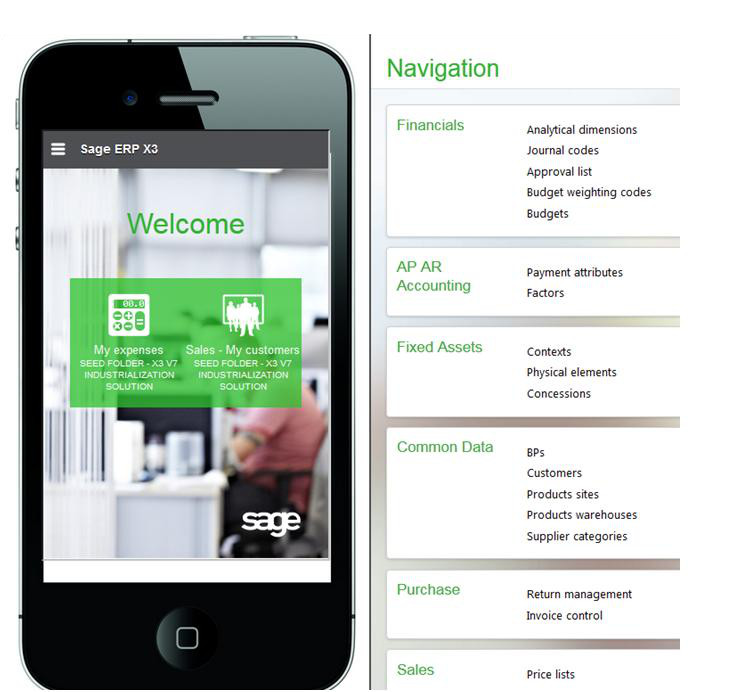 Sage ERP X3
Welcome
00.0
My expenses
SEED FOLDER - X3 V7
INDUSTRIALIZATION
SOLUTION
Sales - My customers
SEED FOLDER - X3 V7
INDUSTRIALIZATION
SOLUTION
sage
Navigation
Financials
Analytical dimensions
Journal codes
Approval list
Budget weighting codes
Budgets
AP AR
Accounting
Payment attributes
Factors
Fixed Assets
Contexts
Physical elements
Concessions
Common Data
BPs
Customers
Products sites
Products warehouses
Supplier categories
Purchase
Return management
Invoice control
Sales
Price lists